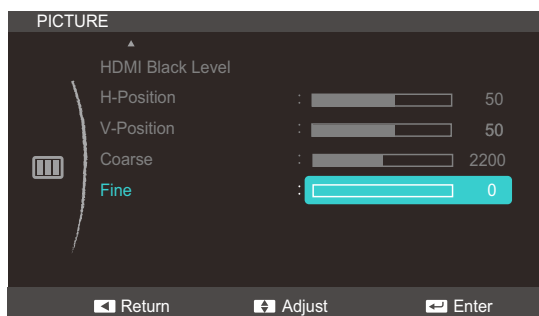 PICTURE
HDMI Black Level
H-Position : 50
V-Position : 50
Coarse : 2200
Fine : 0
Return Adjust Enter